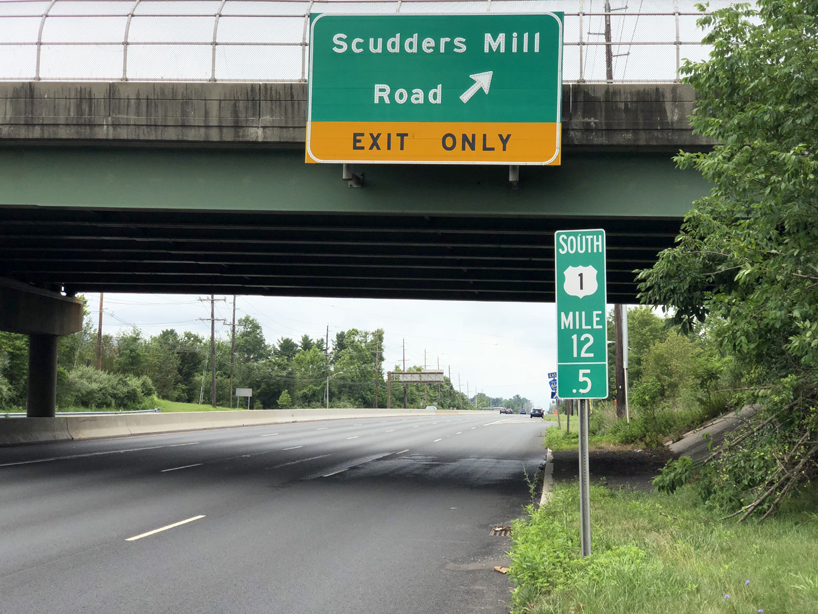 Scudders Mill
Road
EXIT ONLY
SOUTH
1
MILE
12
.5